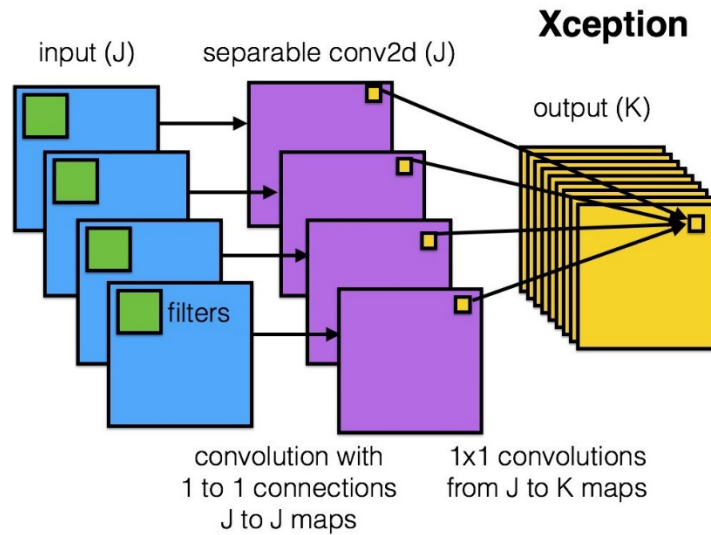 Xception
input (J)
separable conv2d (J)
output (K)
filters
convolution with
1 to 1 connections
J to J maps
1x1 convolutions
from J to K maps